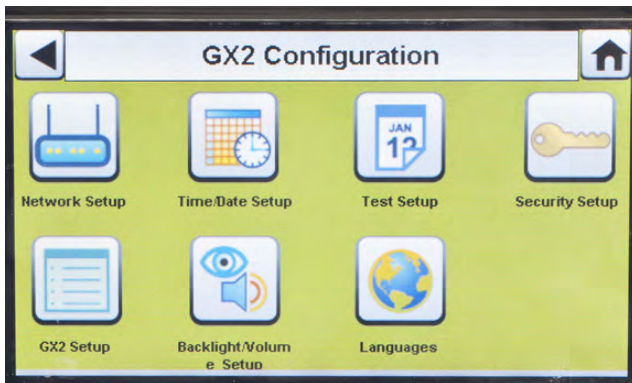 GX2 Configuration
JAN
12
Network Setup
Time/Date Setup
Test Setup
Security Setup
GX2 Setup
Backlight/Volum
e Setup
Languages